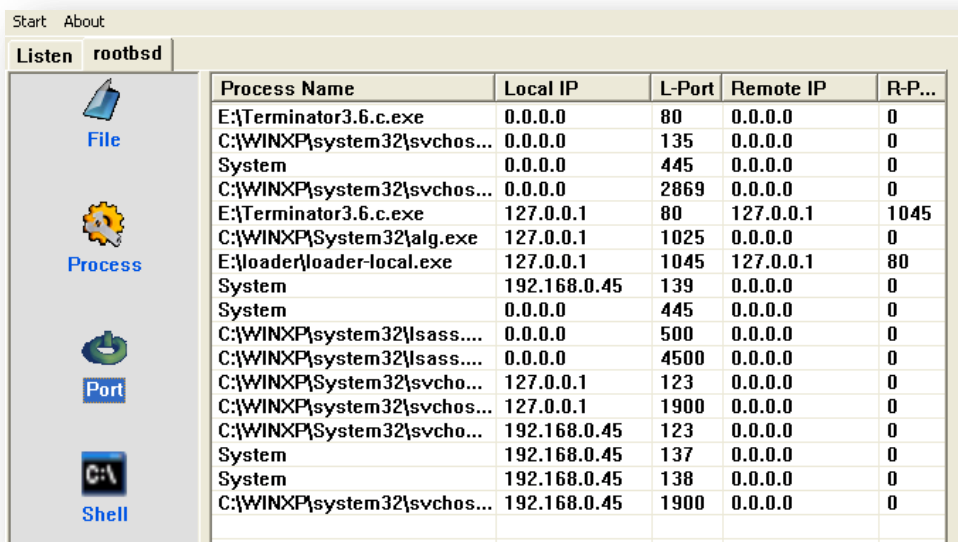 Start About
Listen rootbsd
File
Process
Port
Shell
Process Name Local IP L-Port Remote IP R-P...
E:\Terminator3.6.c.exe 0.0.0.0 80 0.0.0.0 0
C:\WINXP\system32\svchos... 0.0.0.0 135 0.0.0.0 0
System 0.0.0.0 445 0.0.0.0 0
C:\WINXP\system32\svchos... 0.0.0.0 2869 0.0.0.0 0
E:\Terminator3.6.c.exe 127.0.0.1 80 127.0.0.1 1045
C:\WINXP\System32\alg.exe 127.0.0.1 1025 0.0.0.0 0
E:\loader\loader-local.exe 127.0.0.1 1045 127.0.0.1 80
System 192.168.0.45 139 0.0.0.0 0
System 0.0.0.0 445 0.0.0.0 0
C:\WINXP\system32\lsass.... 0.0.0.0 500 0.0.0.0 0
C:\WINXP\system32\lsass.... 0.0.0.0 4500 0.0.0.0 0
C:\WINXP\System32\svcho... 127.0.0.1 123 0.0.0.0 0
C:\WINXP\system32\svchos... 127.0.0.1 1900 0.0.0.0 0
C:\WINXP\System32\svcho... 192.168.0.45 123 0.0.0.0 0
System 192.168.0.45 137 0.0.0.0 0
System 192.168.0.45 138 0.0.0.0 0
C:\WINXP\system32\svchos... 192.168.0.45 1900 0.0.0.0 0
C:\